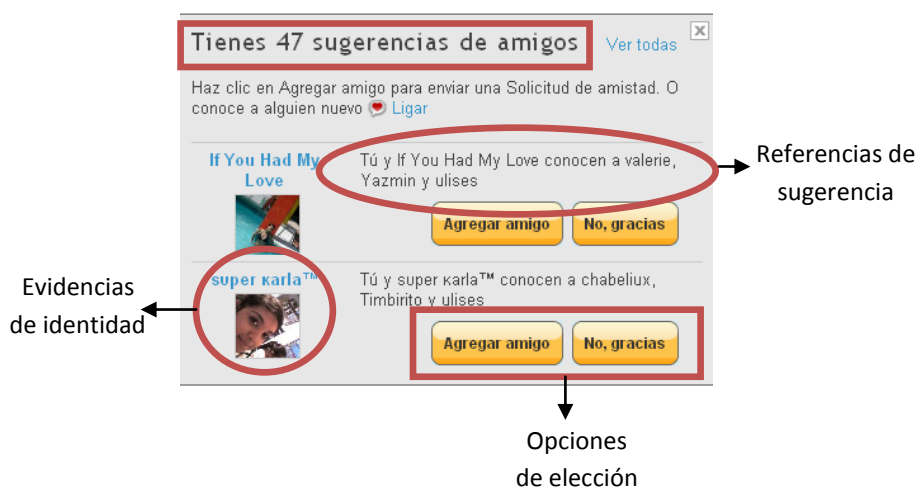 Tienes 47 sugerencias de amigos Ver todas
Haz clic en Agregar amigo para enviar una Solicitud de amistad. O
conoce a alguien nuevo Ligar
If You Had My
Love
Tú y If You Had My Love conocen a valerie,
Yazmin y ulises
Agregar amigo No, gracias
Referencias de
sugerencia
super κarla™
Tú y super κarla™ conocen a chabeliux,
Timbirito y ulises
Agregar amigo No, gracias
Evidencias
de identidad
Opciones
de elección